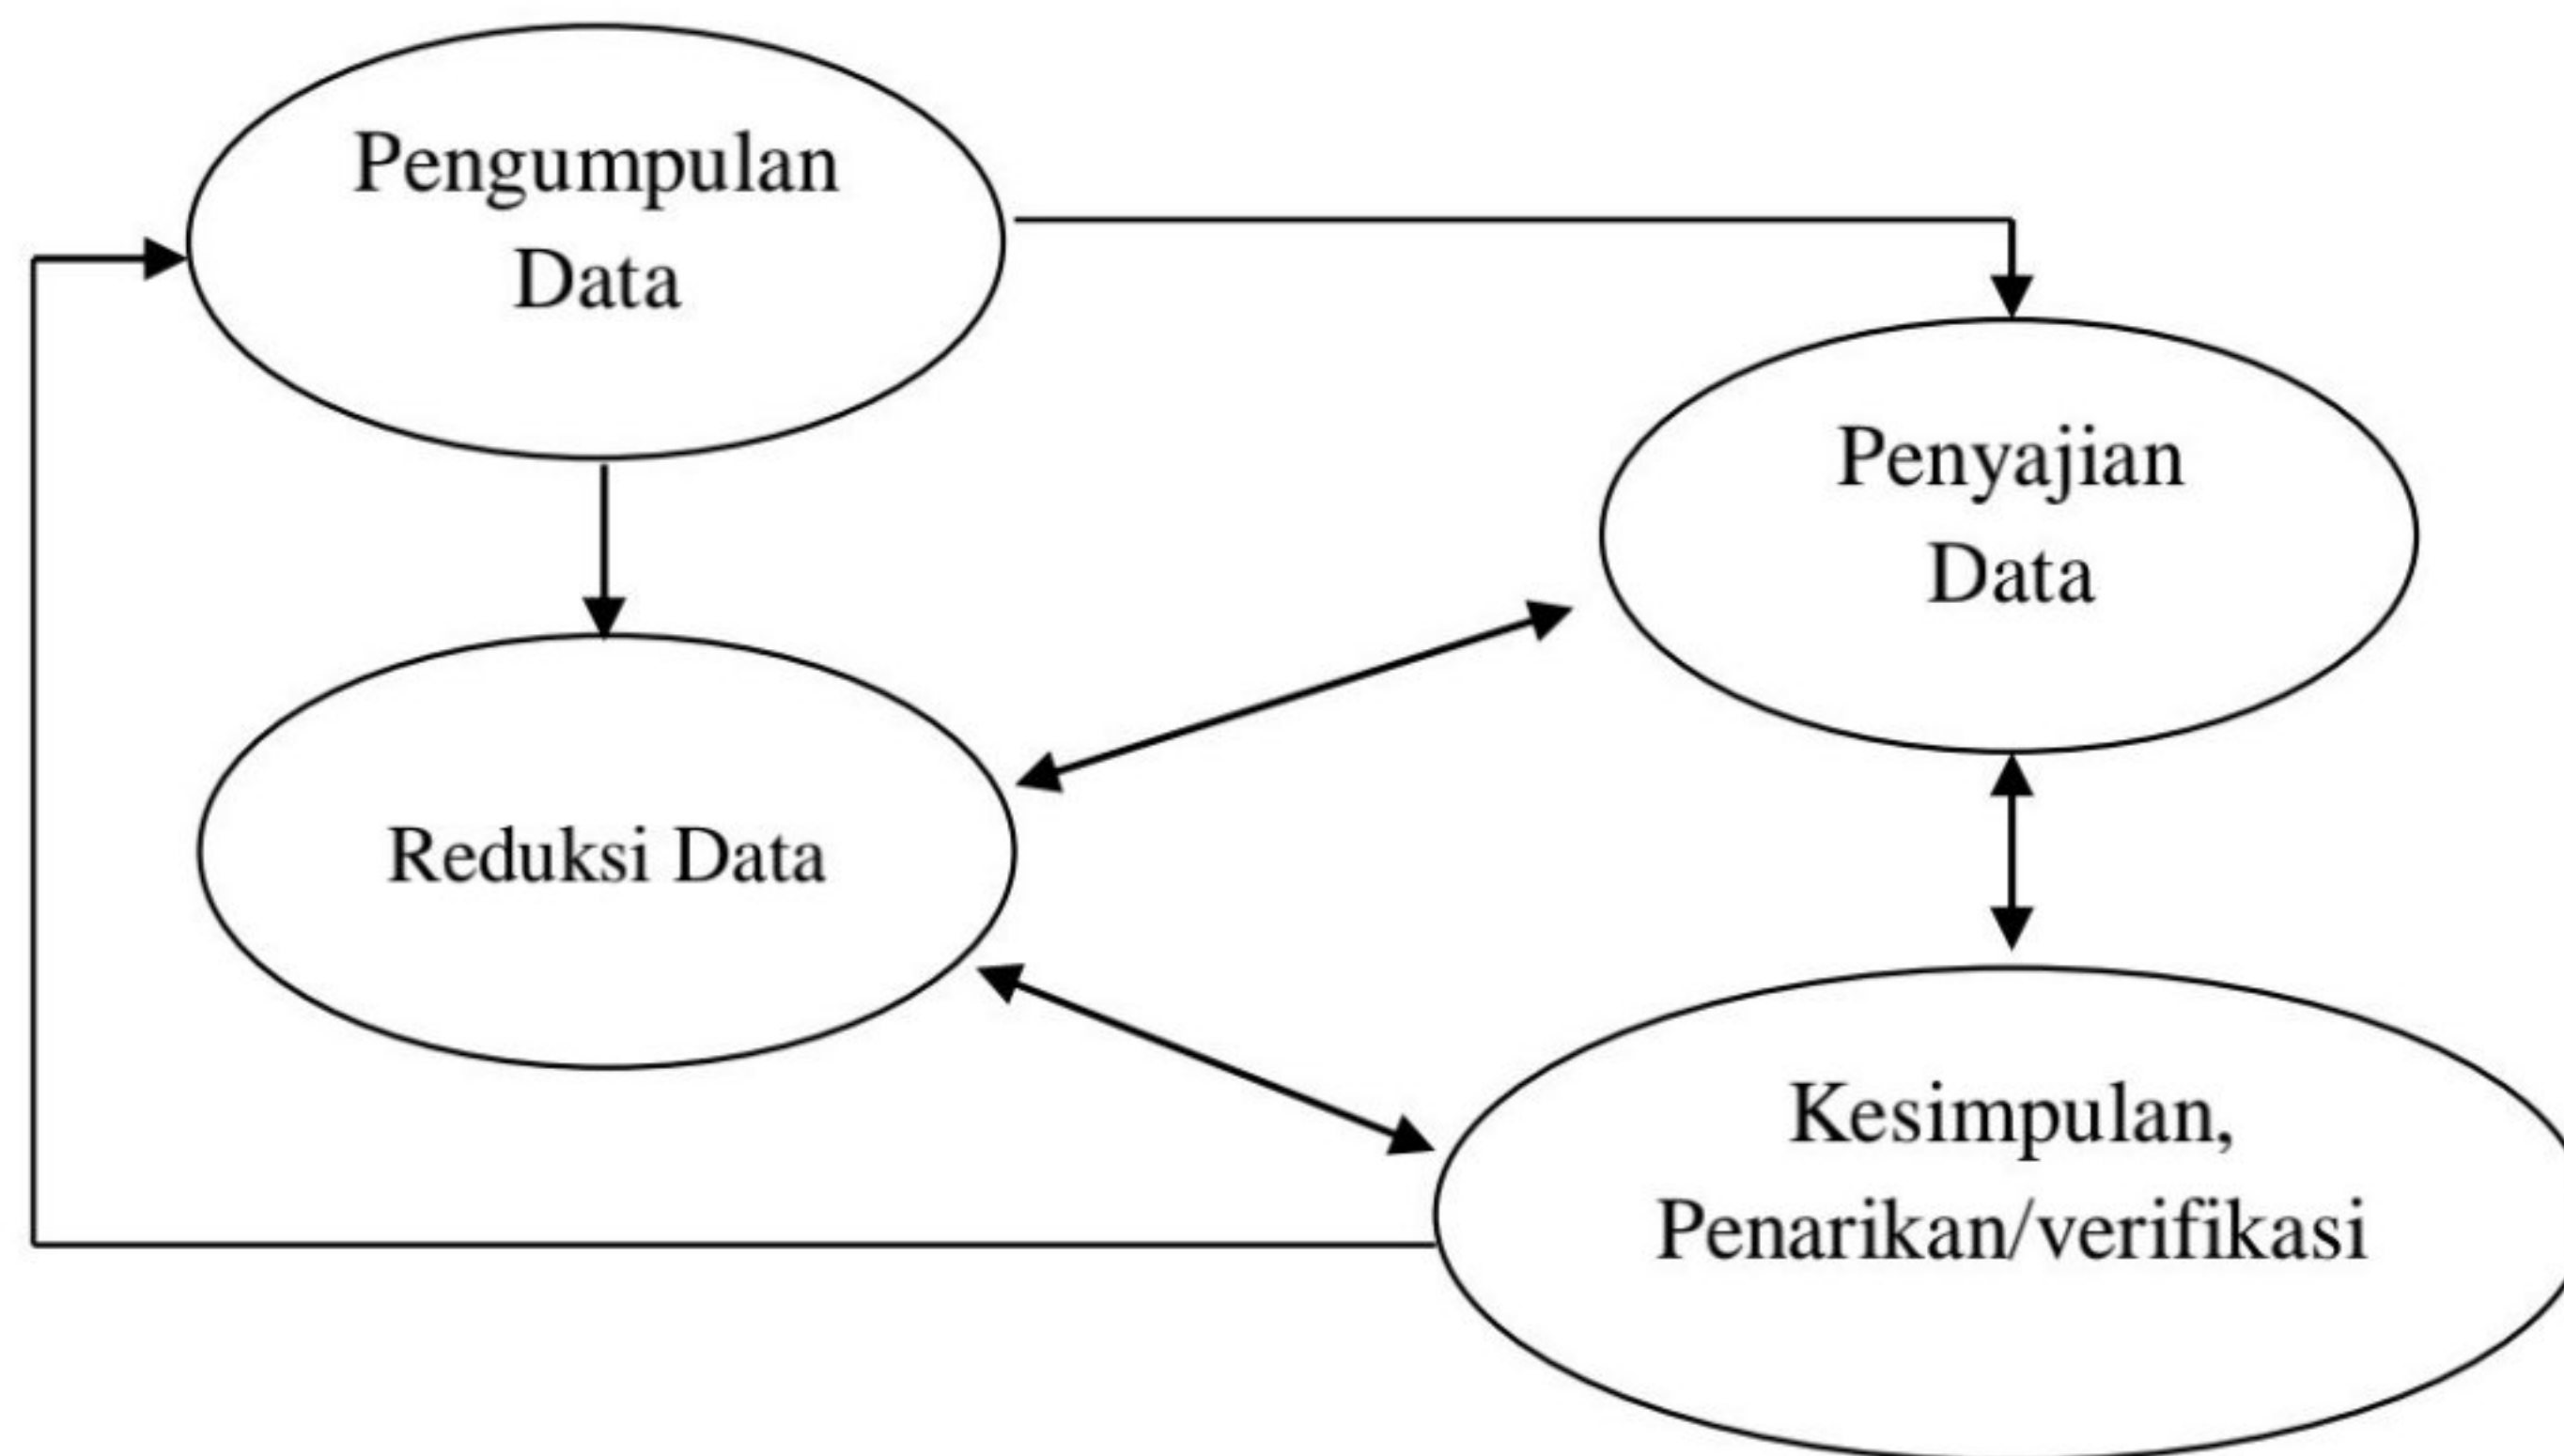 Pengumpulan
Data
Penyajian
Data
Reduksi Data
Kesimpulan,
Penarikan/verifikasi